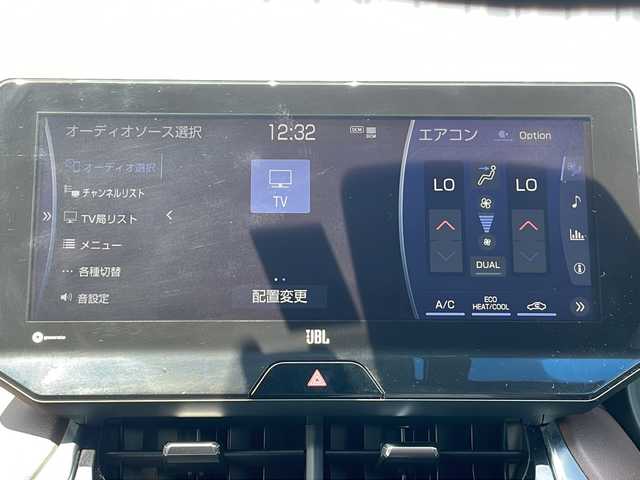 オーディオソース選択
12:32
オーディオ選択
チャンネルリスト
TV局リスト
メニュー
各種切替
音設定
TV
配置変更
エアコン
Option
LO
LO
DUAL
A/C
ECO
HEAT/COOL
JBL